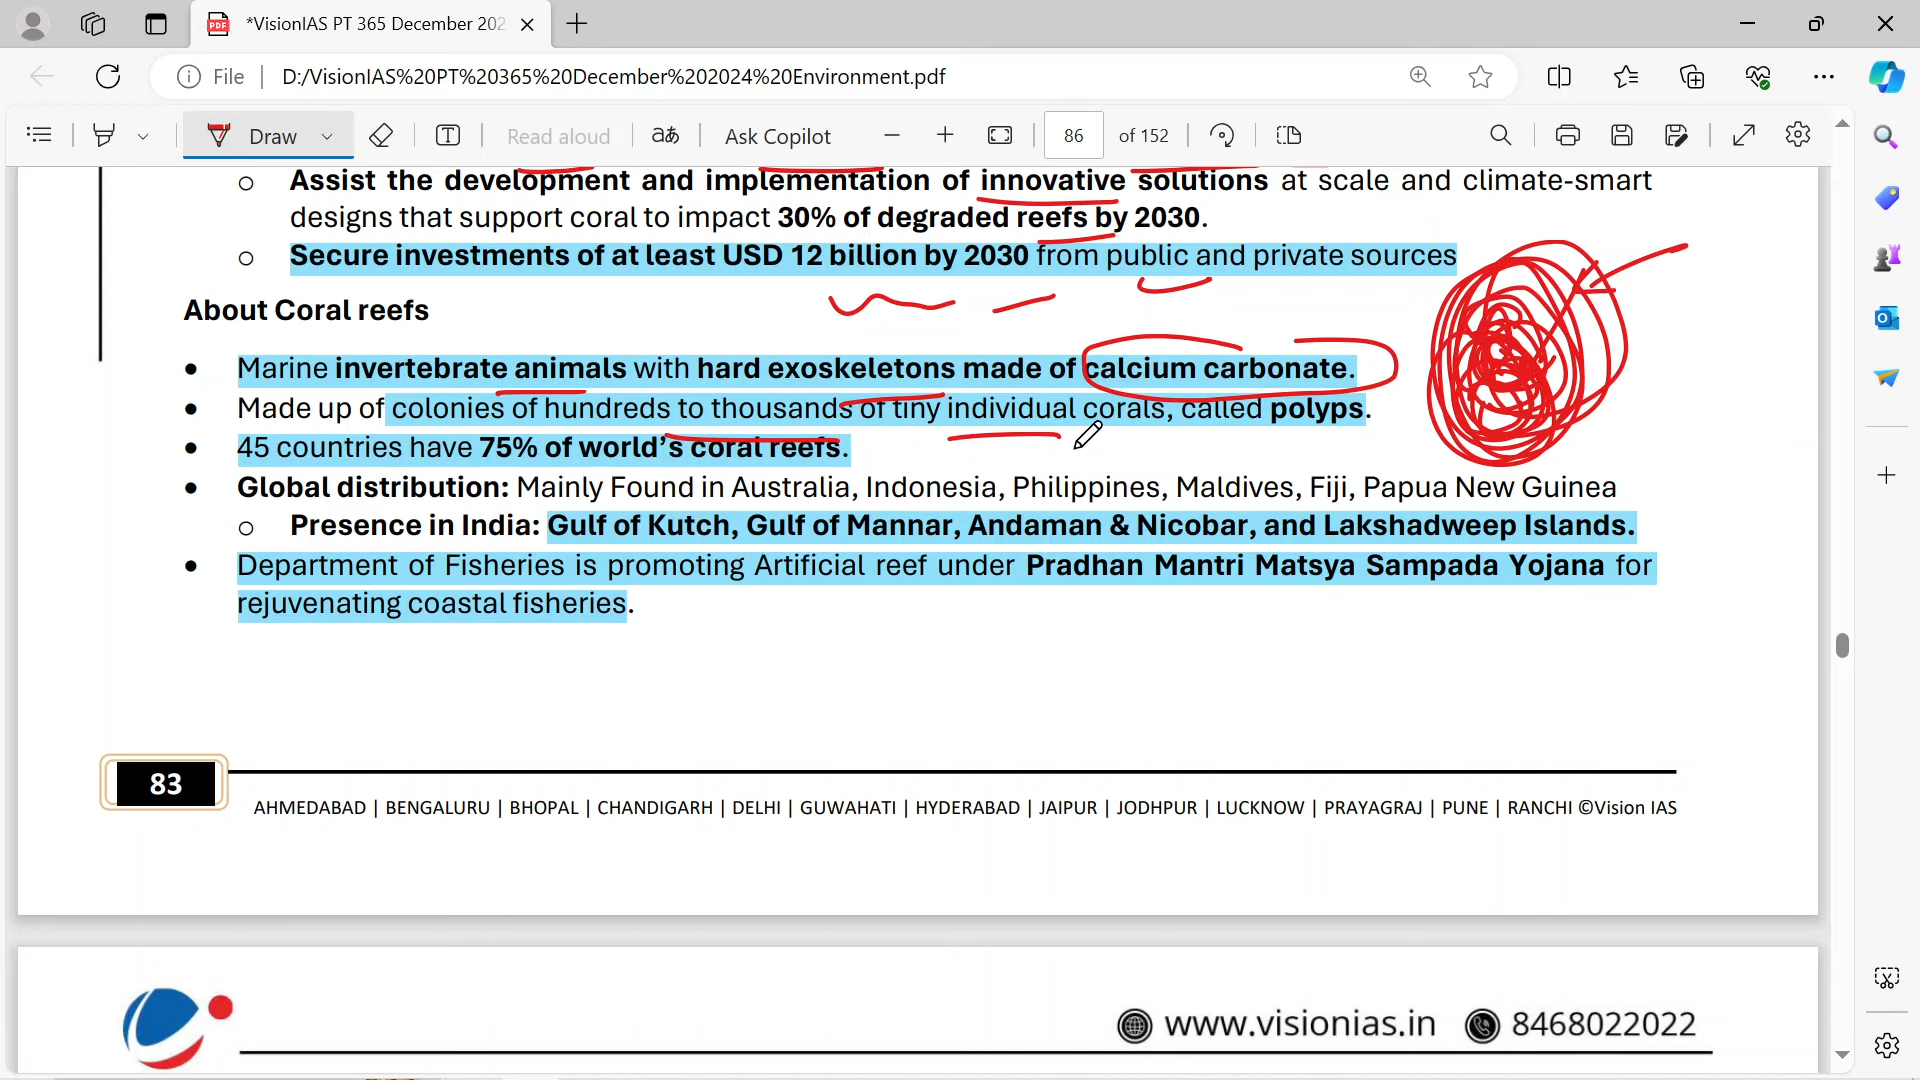 *VisionIAS PT 365 December 202
File
D:/VisionIAS%20PT%20365%20December%202024%20Environment.pdf
Draw
Read aloud
aあ
Ask Copilot
86
of 152
o Assist the development and implementation of innovative solutions at scale and climate-smart
designs that support coral to impact 30% of degraded reefs by 2030.
o Secure investments of at least USD 12 billion by 2030 from public and private sources
About Coral reefs
• Marine invertebrate animals with hard exoskeletons made of calcium carbonate.
• Made up of colonies of hundreds to thousands of tiny individual corals, called polyps.
• 45 countries have 75% of world's coral reefs.
• Global distribution: Mainly Found in Australia, Indonesia, Philippines, Maldives, Fiji, Papua New Guinea
o Presence in India: Gulf of Kutch, Gulf of Mannar, Andaman & Nicobar, and Lakshadweep Islands.
• Department of Fisheries is promoting Artificial reef under Pradhan Mantri Matsya Sampada Yojana for
rejuvenating coastal fisheries.
83
AHMEDABAD | BENGALURU | BHOPAL | CHANDIGARH | DELHI | GUWAHATI | HYDERABAD | JAIPUR | JODHPUR | LUCKNOW | PRAYAGRAJ | PUNE | RANCHI ©Vision IAS
www.visionias.in
8468022022